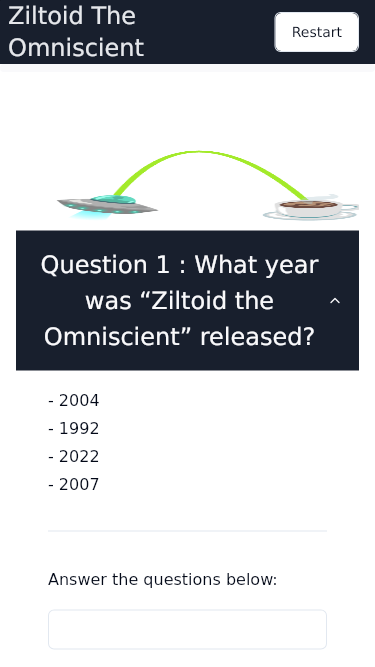 Ziltoid The
Omniscient
Restart
Question 1 : What year
was “Ziltoid the
Omniscient” released?
- 2004
- 1992
- 2022
- 2007
Answer the questions below: